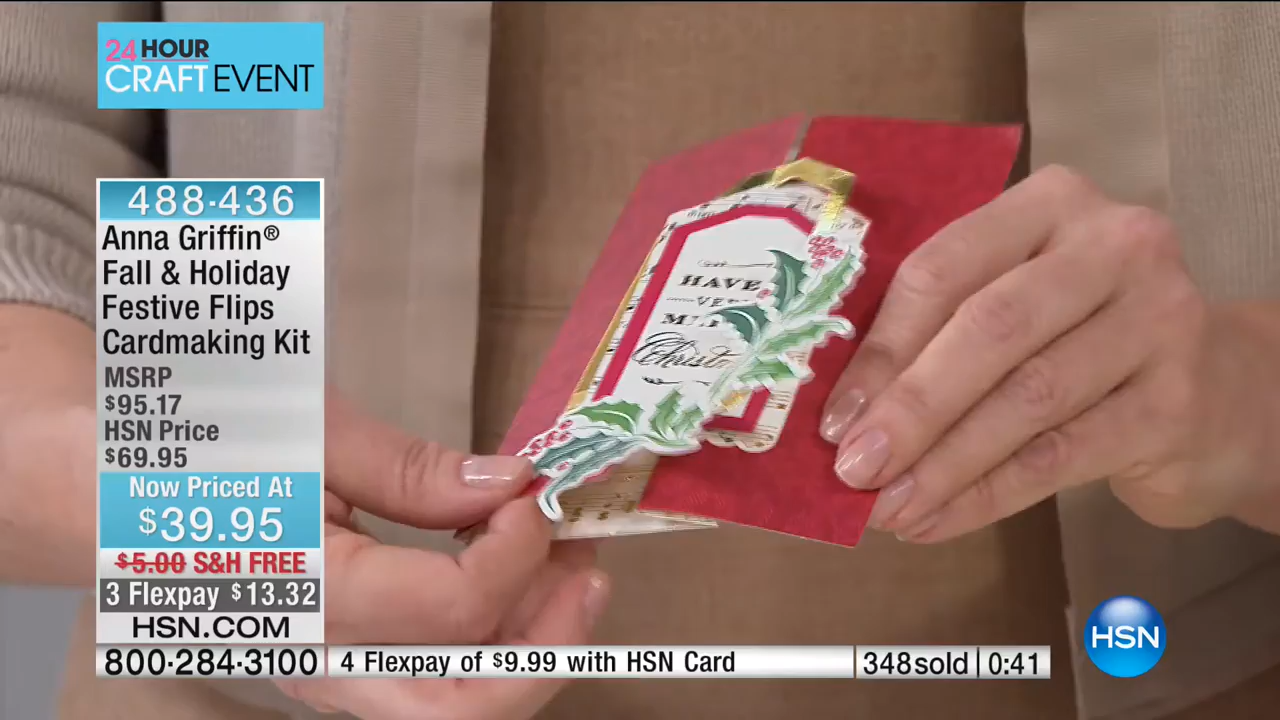 24 HOUR
CRAFT EVENT
488-436
Anna Griffin®
Fall & Holiday
Festive Flips
Cardmaking Kit
MSRP
$95.17
HSN Price
$69.95
Now Priced At
$39.95
$5.00 S&H FREE
3 Flexpay $13.32
HSN.COM
800·284·3100
4 Flexpay of $9.99 with HSN Card
348sold
0:41
HAVE
HSN